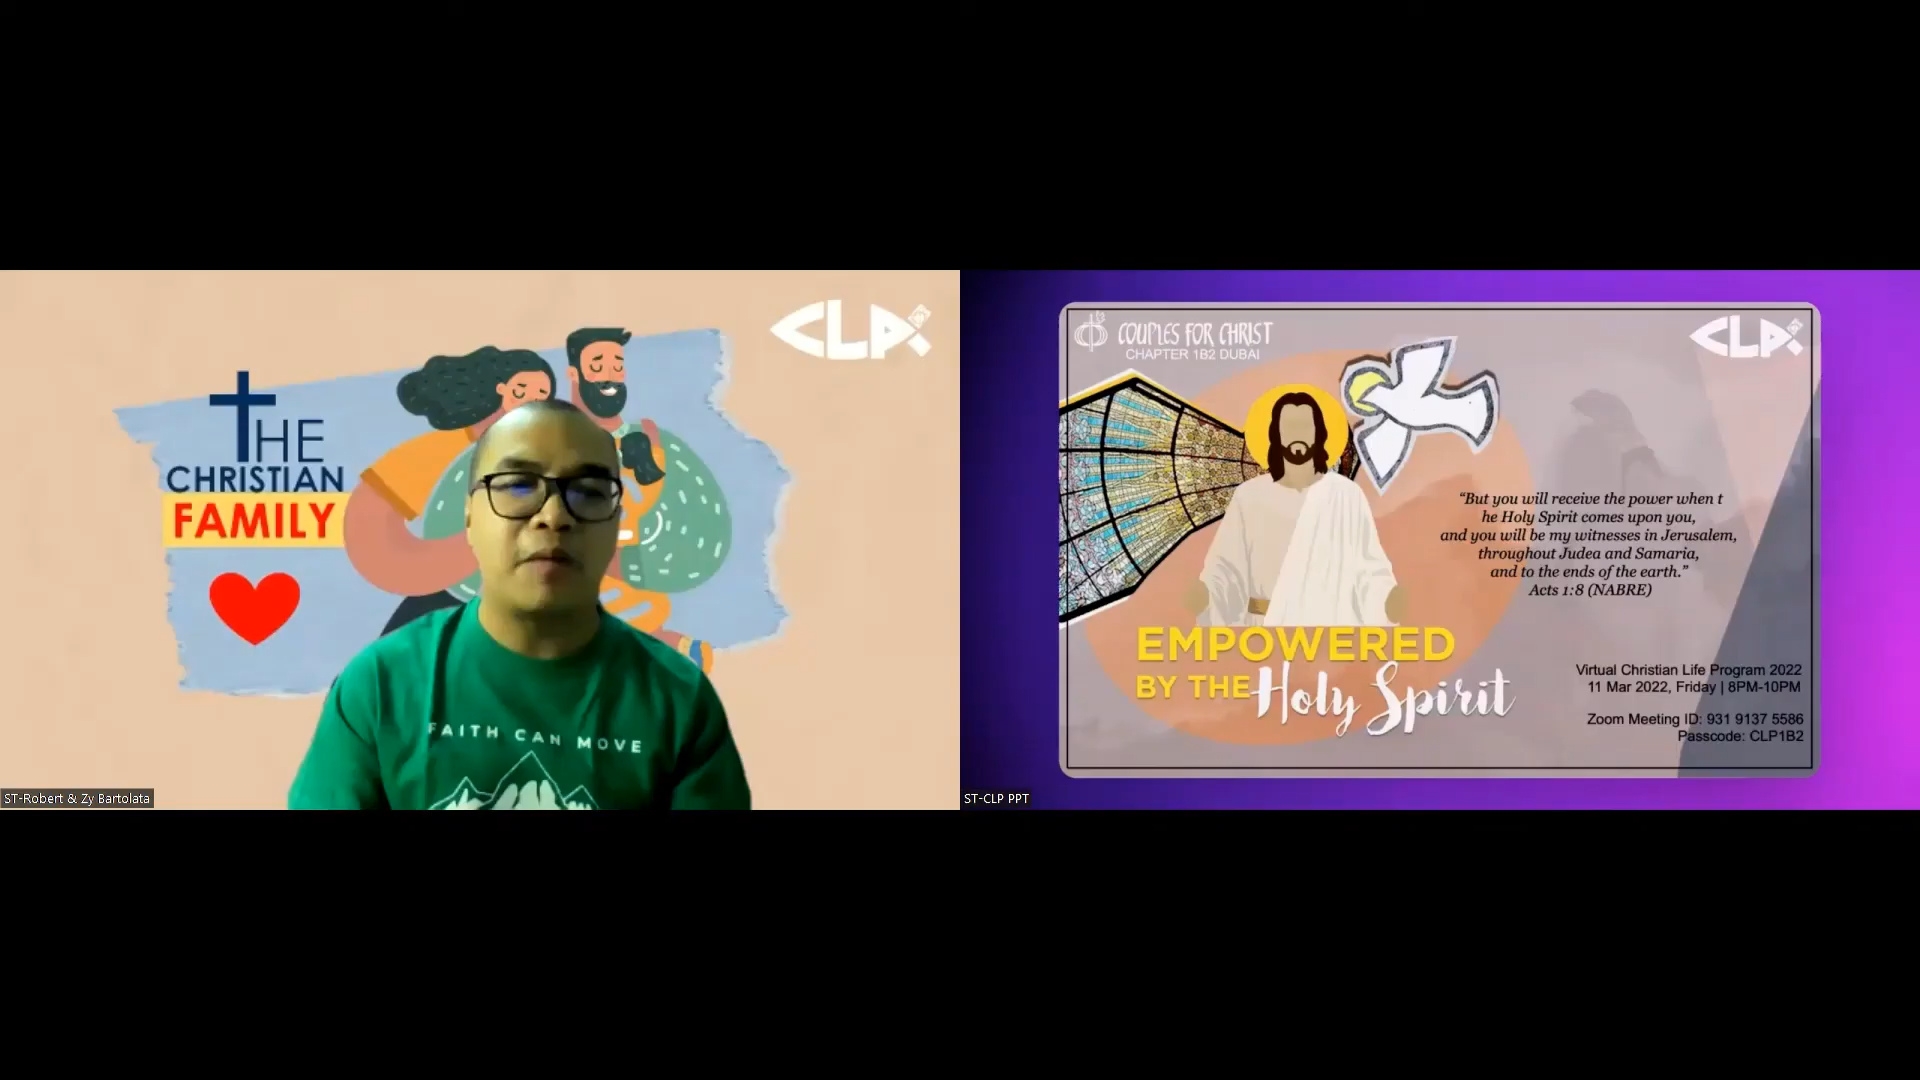 THE
CHRISTIAN
FAMILY
CLP
FAITH CAN MOVE
ST-Robert & Zy Bartolata
COUPLES FOR CHRIST
CHAPTER 1B2 DUBAI
CLP
“But you will receive the power when t
he Holy Spirit comes upon you,
and you will be my witnesses in Jerusalem,
throughout Judea and Samaria,
and to the ends of the earth.”
Acts 1:8 (NABRE)
EMPOWERED
BY THE Holy Spirit
Virtual Christian Life Program 2022
11 Mar 2022, Friday | 8PM-10PM
Zoom Meeting ID: 931 9137 5586
Passcode: CLP1B2
ST-CLP PPT